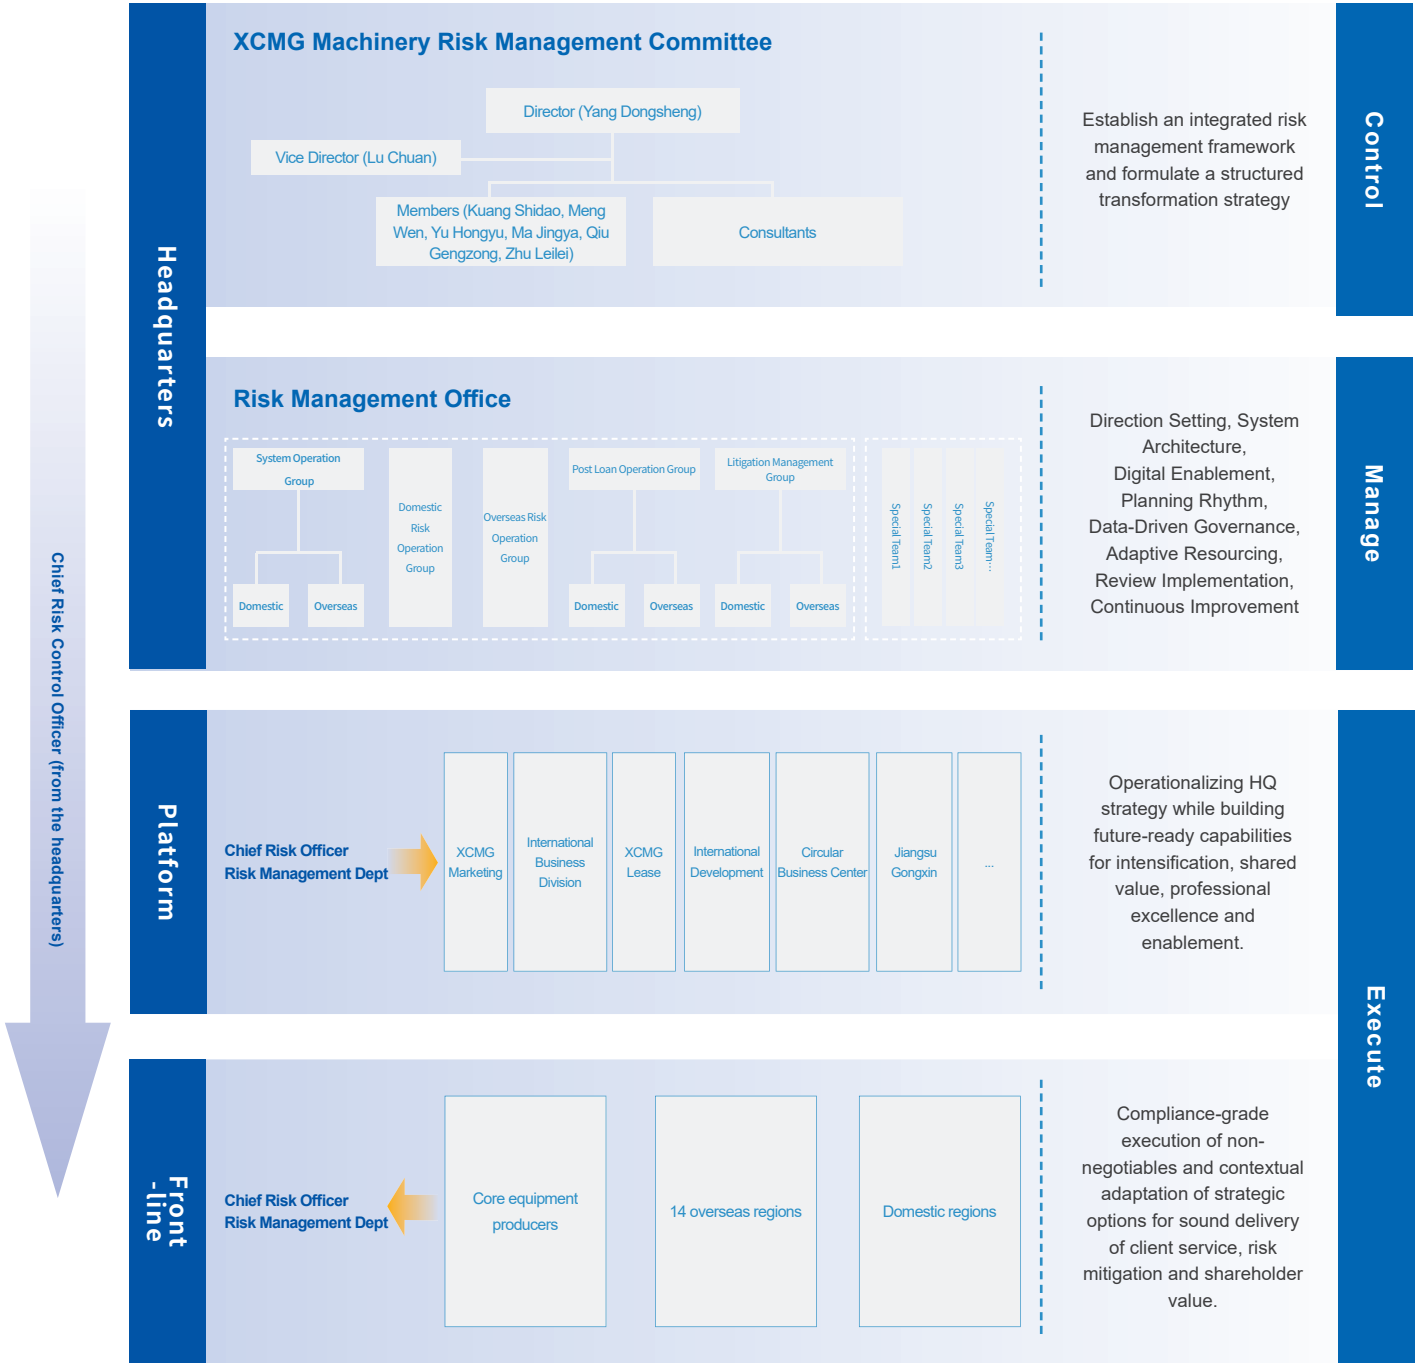 Chief Risk Control Officer (from the headquarters)
Headquarters
XCMG Machinery Risk Management Committee
Director (Yang Dongsheng)
Vice Director (Lu Chuan)
Members (Kuang Shidao, Meng
Wen, Yu Hongyu, Ma Jingya, Qiu
Gengzong, Zhu Leilei)
Consultants
Establish an integrated risk
management framework
and formulate a structured
transformation strategy
Control
Risk Management Office
System Operation
Group
Domestic
Overseas
Domestic
Risk
Operation
Group
Overseas Risk
Operation
Group
Post Loan Operation Group
Domestic
Overseas
Litigation Management
Group
Domestic
Overseas
Special Team1
Special Team2
Special Team3
Special Team···
Direction Setting, System
Architecture,
Digital Enablement,
Planning Rhythm,
Data-Driven Governance,
Adaptive Resourcing,
Review Implementation,
Continuous Improvement
Manage
Platform
Chief Risk Officer
Risk Management Dept
XCMG
Marketing
International
Business
Division
XCMG
Lease
International
Development
Circular
Business Center
Jiangsu
Gongxin
...
Operationalizing HQ
strategy while building
future-ready capabilities
for intensification, shared
value, professional
excellence and
enablement.
Execute
Front
-line
Chief Risk Officer
Risk Management Dept
Core equipment
producers
14 overseas regions
Domestic regions
Compliance-grade
execution of non-
negotiables and contextual
adaptation of strategic
options for sound delivery
of client service, risk
mitigation and shareholder
value.